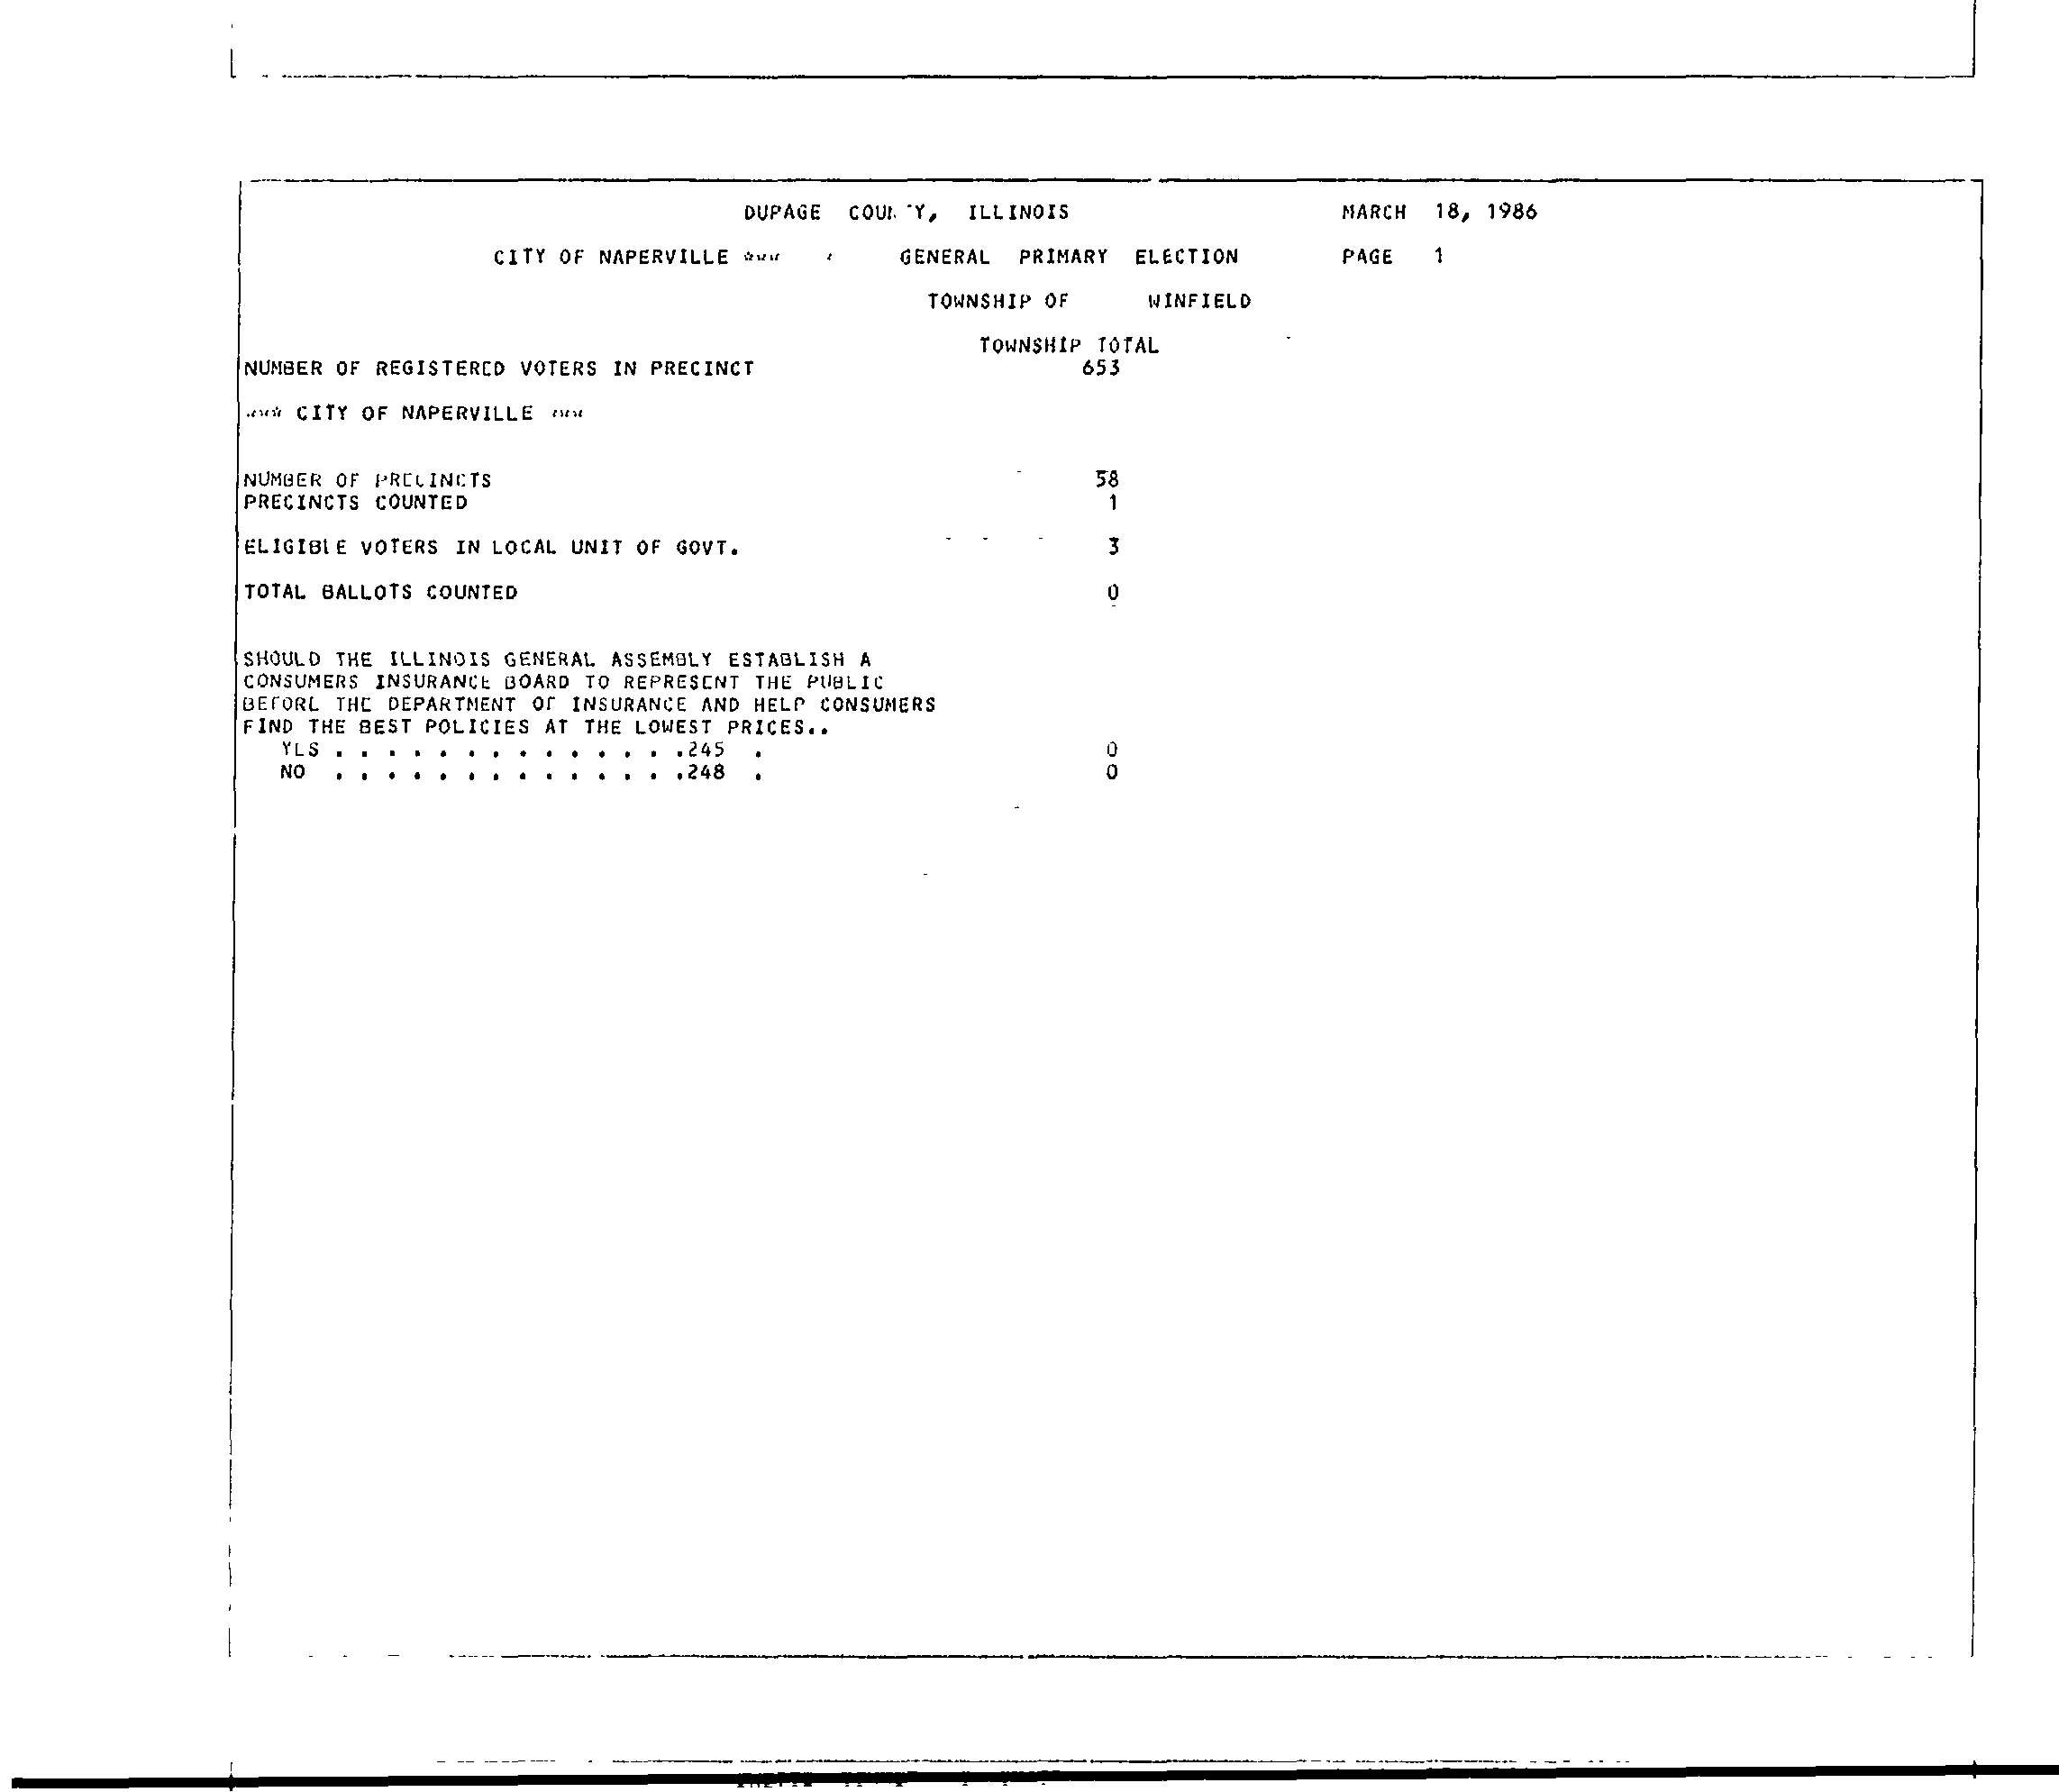 DUPAGE COUNTY, ILLINOIS MARCH 18, 1986
CITY OF NAPERVILLE *** GENERAL PRIMARY ELECTION PAGE 1
TOWNSHIP OF WINFIELD
TOWNSHIP TOTAL
NUMBER OF REGISTERED VOTERS IN PRECINCT 653
*** CITY OF NAPERVILLE ***
NUMBER OF PRECINCTS 58
PRECINCTS COUNTED 1
ELIGIBLE VOTERS IN LOCAL UNIT OF GOVT. 3
TOTAL BALLOTS COUNTED 0
SHOULD THE ILLINOIS GENERAL ASSEMBLY ESTABLISH A
CONSUMERS INSURANCE BOARD TO REPRESENT THE PUBLIC
BEFORE THE DEPARTMENT OF INSURANCE AND HELP CONSUMERS
FIND THE BEST POLICIES AT THE LOWEST PRICES..
YES . . . . . . . . . . . . . .245 . 0
NO . . . . . . . . . . . . . .248 . 0